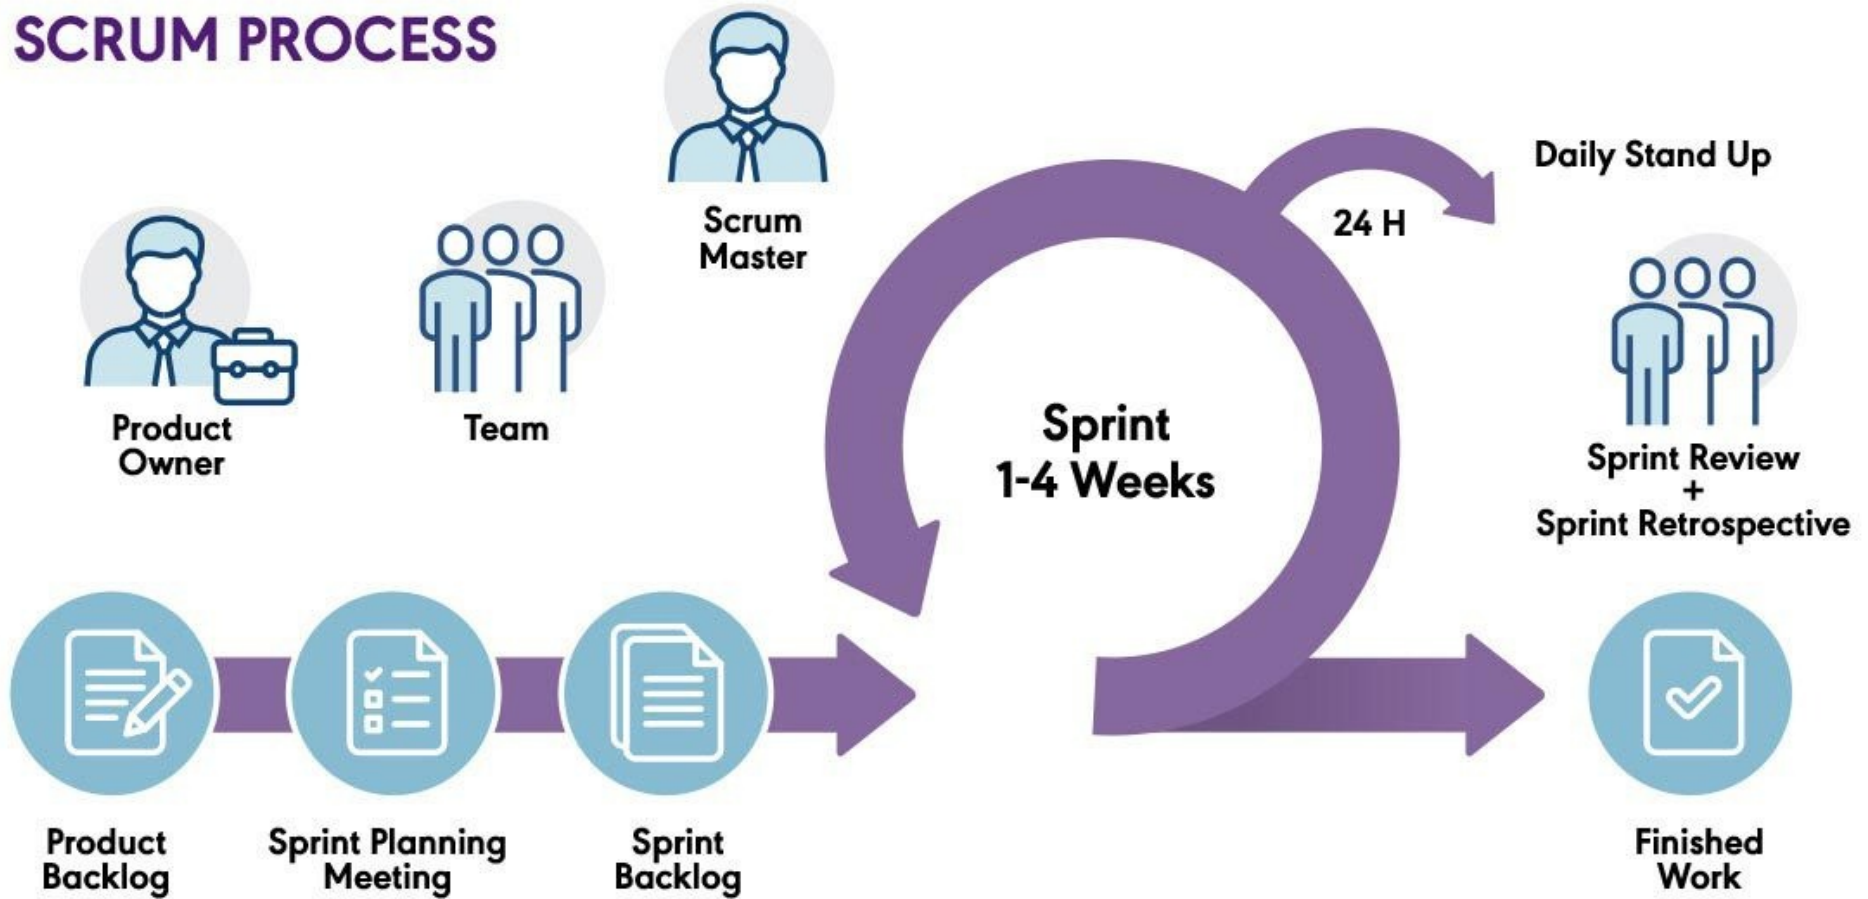 SCRUM PROCESS
Scrum
Master
Daily Stand Up
24 H
Product
Owner
Team
Sprint
1-4 Weeks
Sprint Review
+
Sprint Retrospective
Product
Backlog
Sprint Planning
Meeting
Sprint
Backlog
Finished
Work